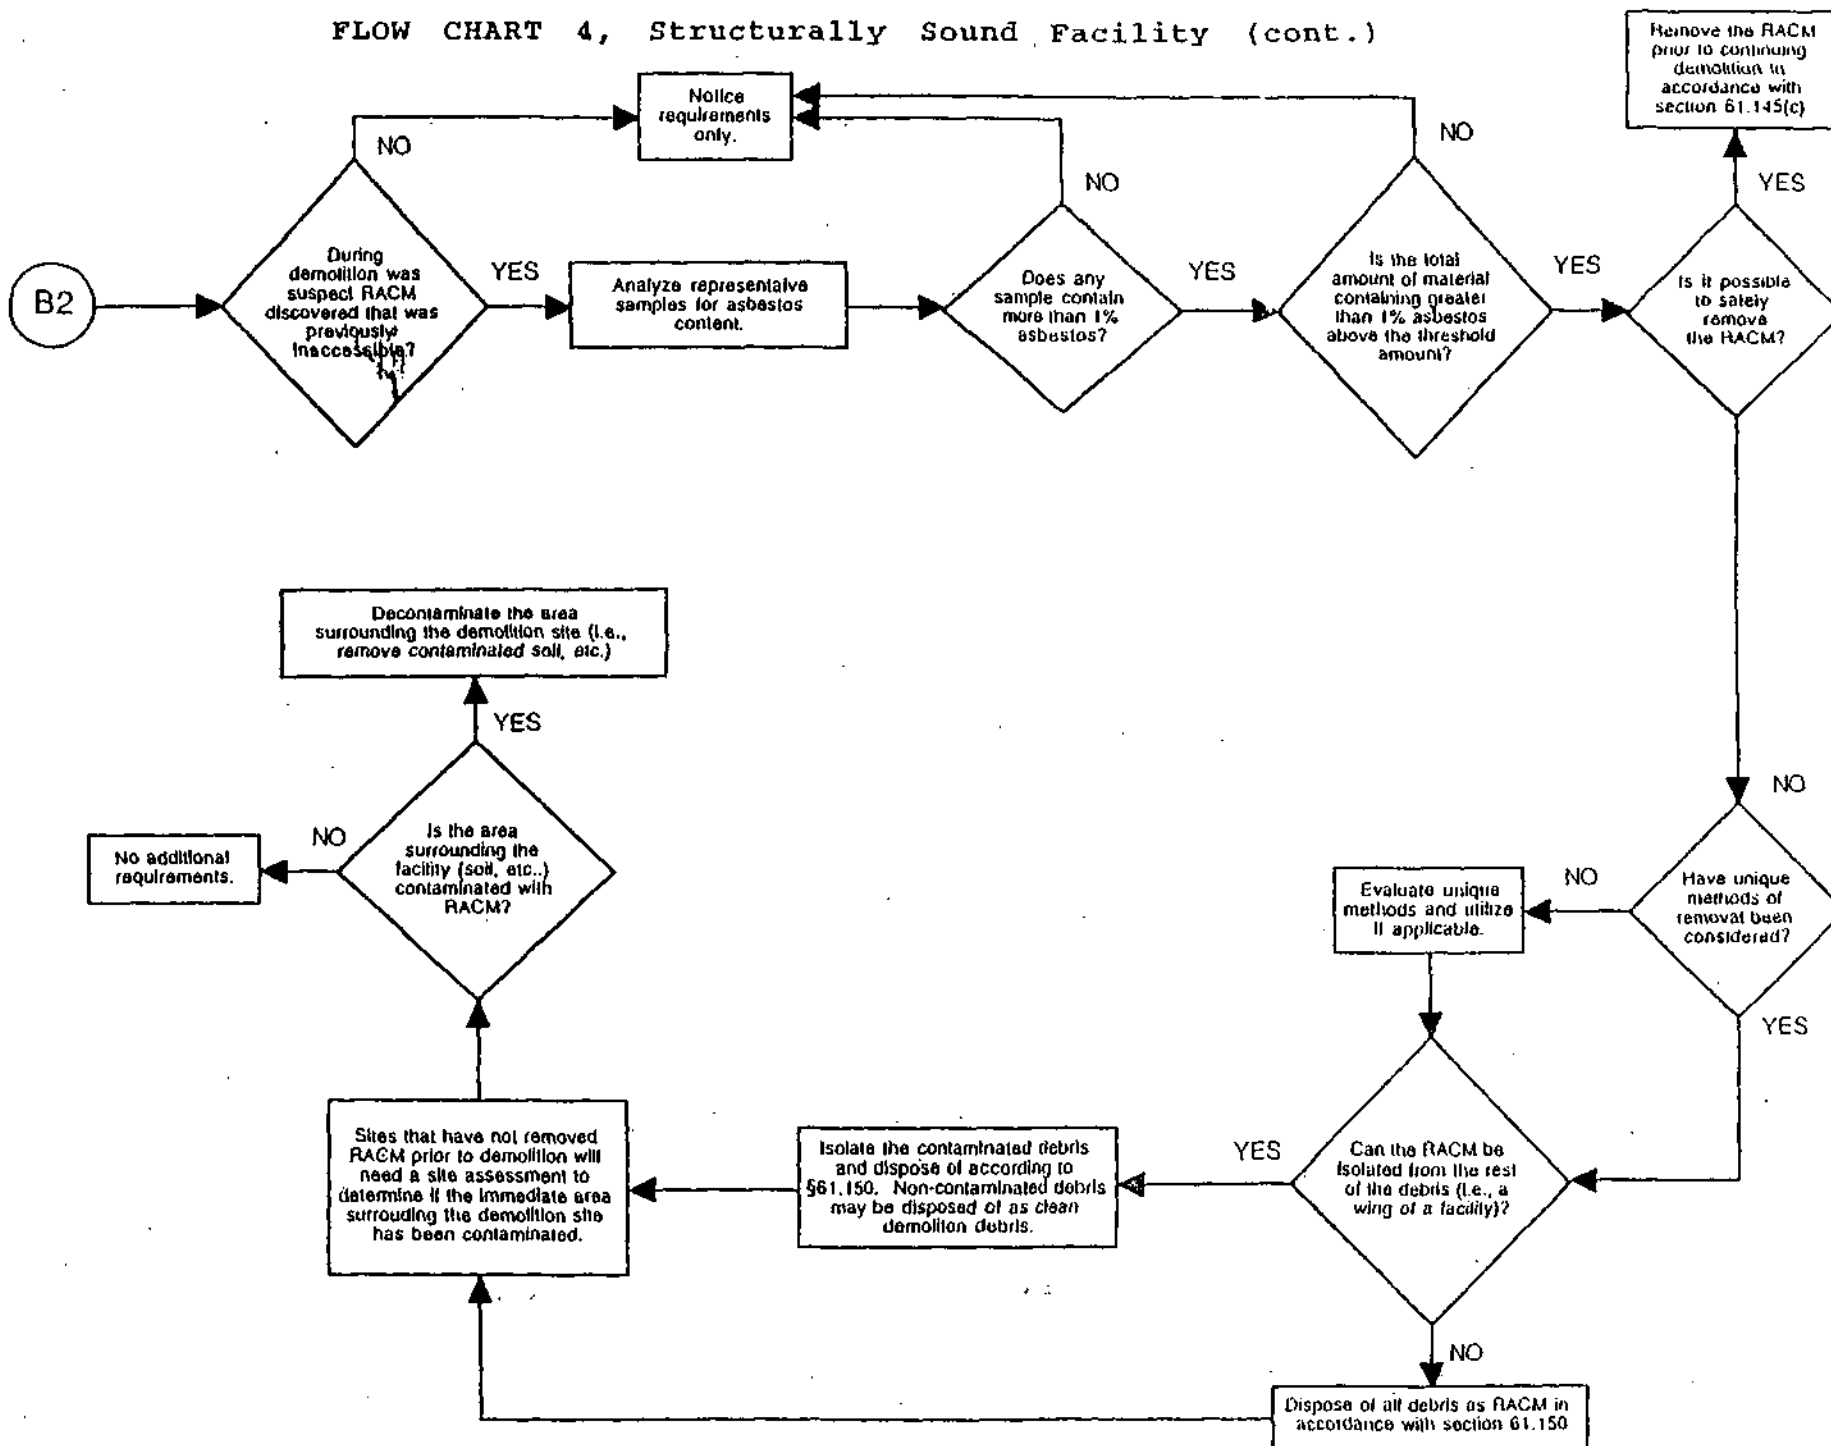 FLOW CHART 4, Structurally Sound Facility (cont.)
Remove the RACM
prior to continuing
demolition in
accordance with
section 61.145(c)
Notice
requirements
only.
NO
NO
NO
YES
B2
During
demolition was
suspect RACM
discovered that was
previously
inaccessible?
YES
Analyze representaive
samples for asbestos
content.
Does any
sample contain
more than 1%
asbestos?
YES
Is the total
amount of material
containing greater
than 1% asbestos
above the threshold
amount?
YES
Is it possible
to safely
remove
the RACM?
NO
Decontaminate the area
surrounding the demolition site (i.e.,
remove contaminated soil, etc.)
YES
No additional
requirements.
NO
Is the area
surrounding the
facility (soil, etc..)
contaminated with
RACM?
Evaluate unique
methods and utilize
if applicable.
NO
Have unique
methods of
removal been
considered?
YES
Sites that have not removed
RACM prior to demolition will
need a site assessment to
determine if the immediate area
surrouding the demolition site
has been contaminated.
Isolate the contaminated debris
and dispose of according to
§61.150. Non-contaminated debris
may be disposed of as clean
demoliton debris.
YES
Can the RACM be
isolated from the rest
of the debris (i.e., a
wing of a facility)?
NO
Dispose of all debris as RACM in
accordance with section 61.150